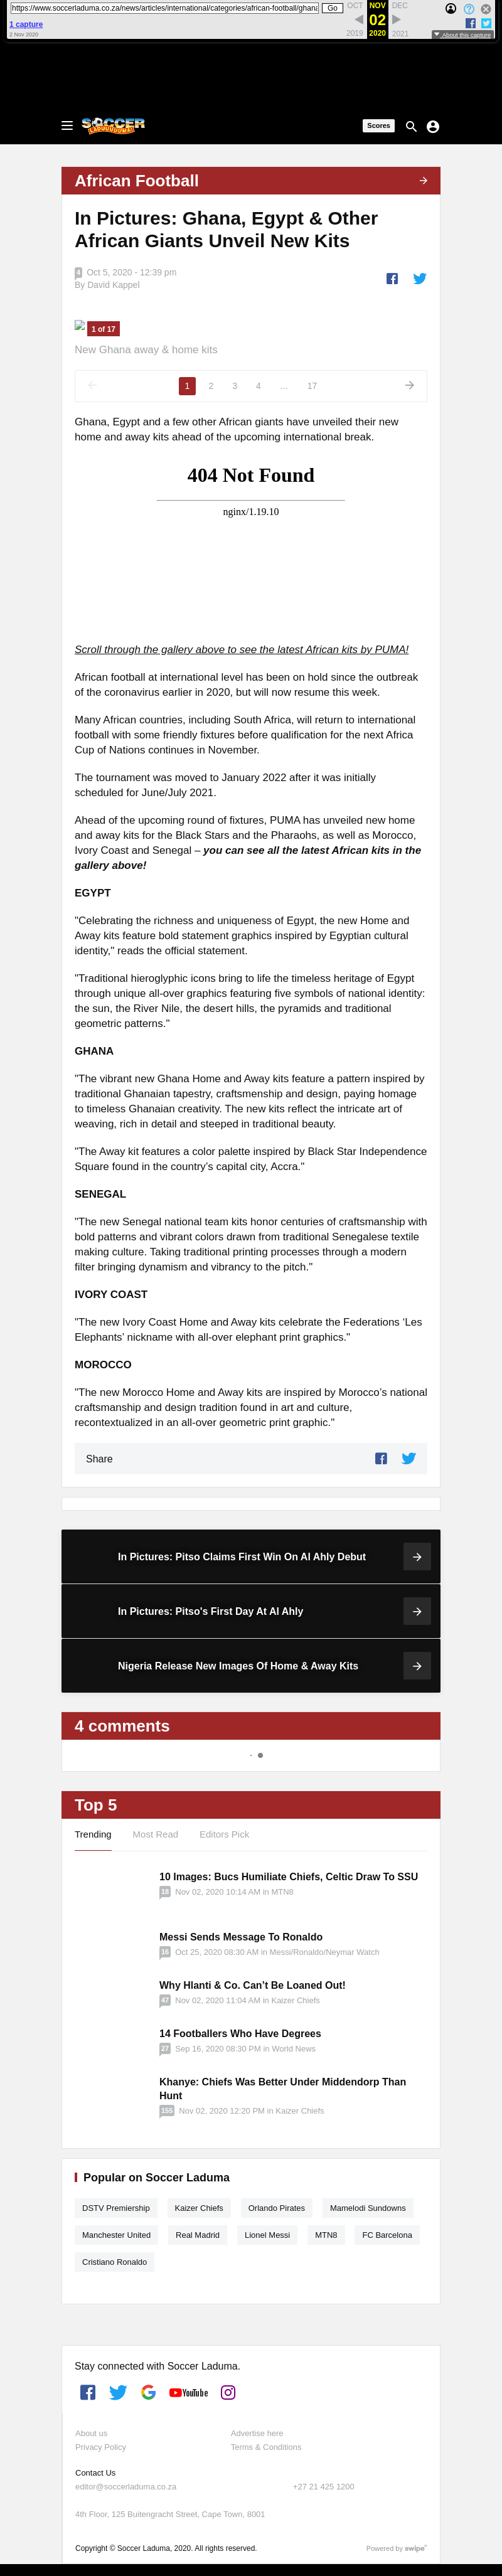 https://www.soccerladuma.co.za/news/articles/international/categories/african-football/ghana
Go
OCT NOV DEC
02
2019 2020 2021
1 capture
2 Nov 2020
About this capture
SOCCER
LADUUUUUMA!
Scores
African Football
In Pictures: Ghana, Egypt & Other
African Giants Unveil New Kits
4 Oct 5, 2020 - 12:39 pm
By David Kappel
1 of 17
New Ghana away & home kits
1 2 3 4 ... 17
Ghana, Egypt and a few other African giants have unveiled their new
home and away kits ahead of the upcoming international break.
404 Not Found
nginx/1.19.10
Scroll through the gallery above to see the latest African kits by PUMA!
African football at international level has been on hold since the outbreak
of the coronavirus earlier in 2020, but will now resume this week.
Many African countries, including South Africa, will return to international
football with some friendly fixtures before qualification for the next Africa
Cup of Nations continues in November.
The tournament was moved to January 2022 after it was initially
scheduled for June/July 2021.
Ahead of the upcoming round of fixtures, PUMA has unveiled new home
and away kits for the Black Stars and the Pharaohs, as well as Morocco,
Ivory Coast and Senegal – you can see all the latest African kits in the
gallery above!
EGYPT
"Celebrating the richness and uniqueness of Egypt, the new Home and
Away kits feature bold statement graphics inspired by Egyptian cultural
identity," reads the official statement.
"Traditional hieroglyphic icons bring to life the timeless heritage of Egypt
through unique all-over graphics featuring five symbols of national identity:
the sun, the River Nile, the desert hills, the pyramids and traditional
geometric patterns."
GHANA
"The vibrant new Ghana Home and Away kits feature a pattern inspired by
traditional Ghanaian tapestry, craftsmenship and design, paying homage
to timeless Ghanaian creativity. The new kits reflect the intricate art of
weaving, rich in detail and steeped in traditional beauty.
"The Away kit features a color palette inspired by Black Star Independence
Square found in the country’s capital city, Accra."
SENEGAL
"The new Senegal national team kits honor centuries of craftsmanship with
bold patterns and vibrant colors drawn from traditional Senegalese textile
making culture. Taking traditional printing processes through a modern
filter bringing dynamism and vibrancy to the pitch."
IVORY COAST
"The new Ivory Coast Home and Away kits celebrate the Federations ‘Les
Elephants’ nickname with all-over elephant print graphics."
MOROCCO
"The new Morocco Home and Away kits are inspired by Morocco’s national
craftsmanship and design tradition found in art and culture,
recontextualized in an all-over geometric print graphic."
Share
In Pictures: Pitso Claims First Win On Al Ahly Debut
In Pictures: Pitso's First Day At Al Ahly
Nigeria Release New Images Of Home & Away Kits
4 comments
Top 5
Trending Most Read Editors Pick
10 Images: Bucs Humiliate Chiefs, Celtic Draw To SSU
18 Nov 02, 2020 10:14 AM in MTN8
Messi Sends Message To Ronaldo
16 Oct 25, 2020 08:30 AM in Messi/Ronaldo/Neymar Watch
Why Hlanti & Co. Can’t Be Loaned Out!
47 Nov 02, 2020 11:04 AM in Kaizer Chiefs
14 Footballers Who Have Degrees
27 Sep 16, 2020 08:30 PM in World News
Khanye: Chiefs Was Better Under Middendorp Than
Hunt
155 Nov 02, 2020 12:20 PM in Kaizer Chiefs
Popular on Soccer Laduma
DSTV Premiership Kaizer Chiefs Orlando Pirates Mamelodi Sundowns
Manchester United Real Madrid Lionel Messi MTN8 FC Barcelona
Cristiano Ronaldo
Stay connected with Soccer Laduma.
YouTube
About us Advertise here
Privacy Policy Terms & Conditions
Contact Us
editor@soccerladuma.co.za +27 21 425 1200
4th Floor, 125 Buitengracht Street, Cape Town, 8001
Copyright © Soccer Laduma, 2020. All rights reserved. Powered by swipe